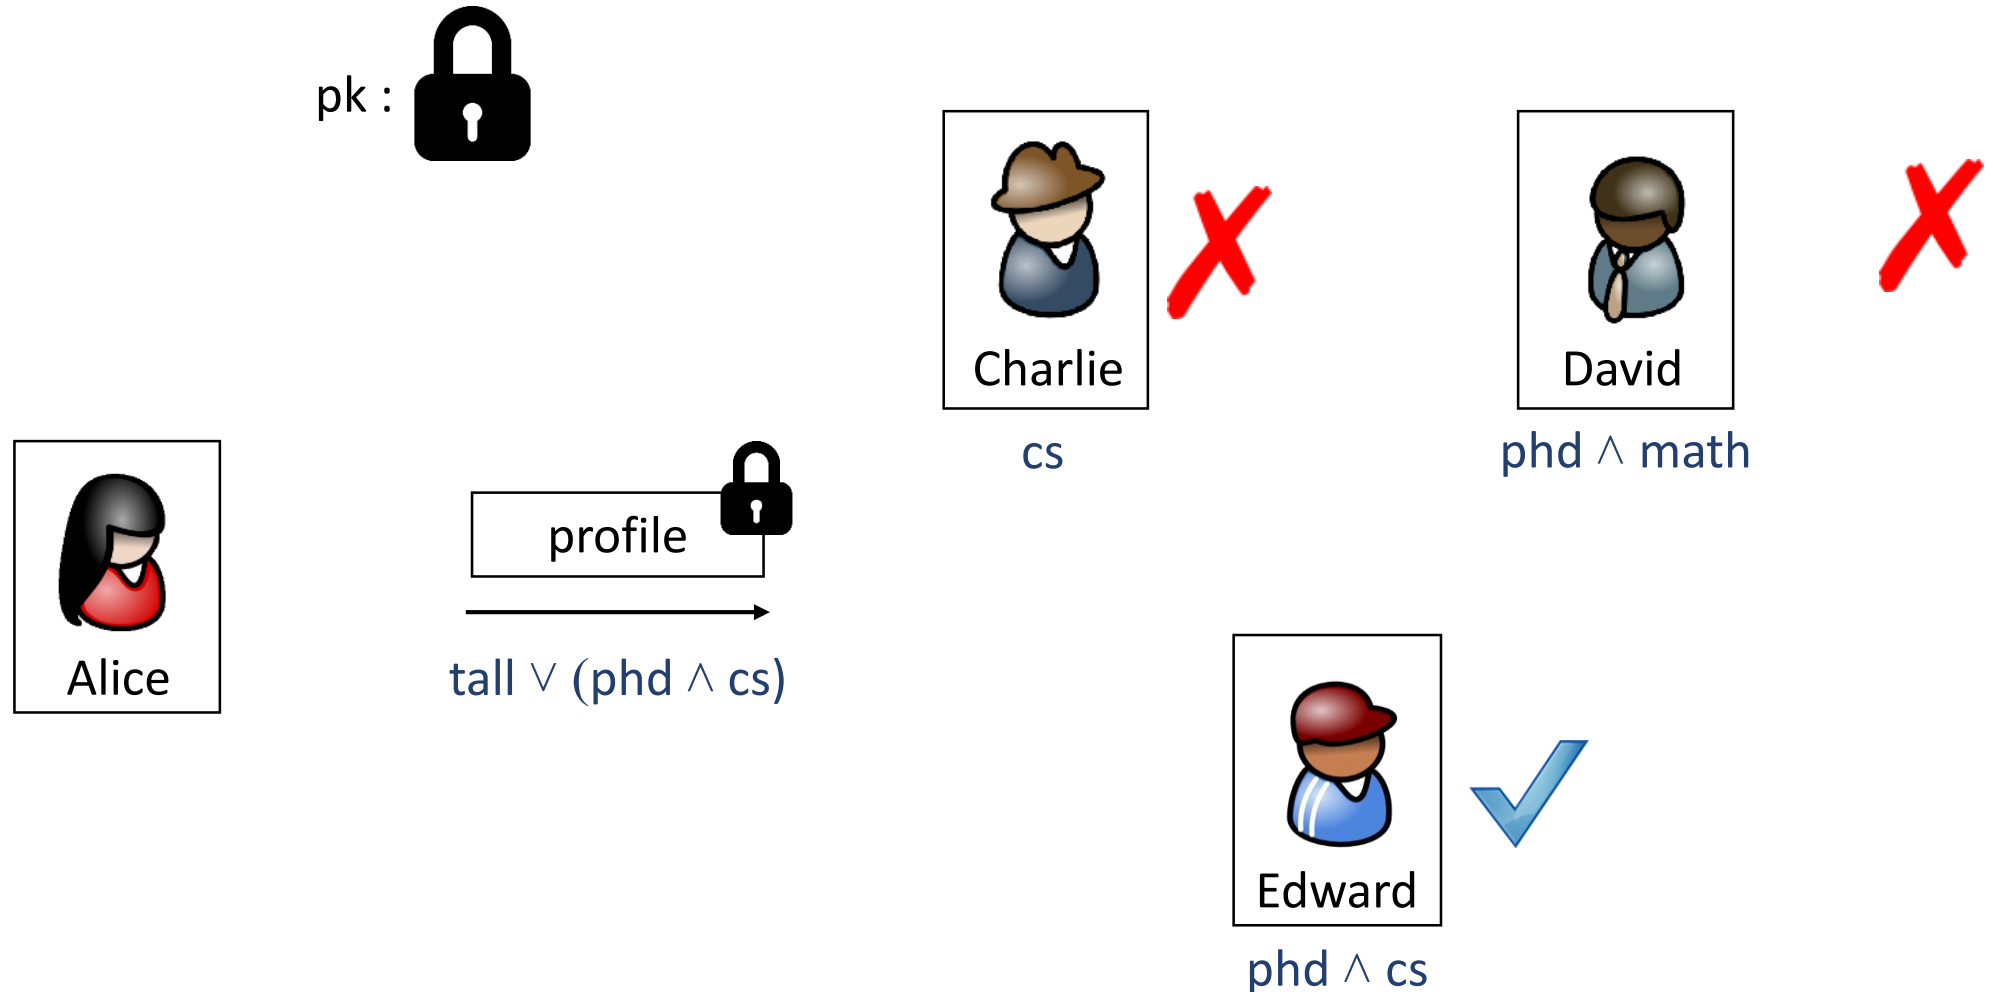 pk :
Charlie
cs
David
phd ∧ math
profile
Alice
tall ∨ (phd ∧ cs)
Edward
phd ∧ cs